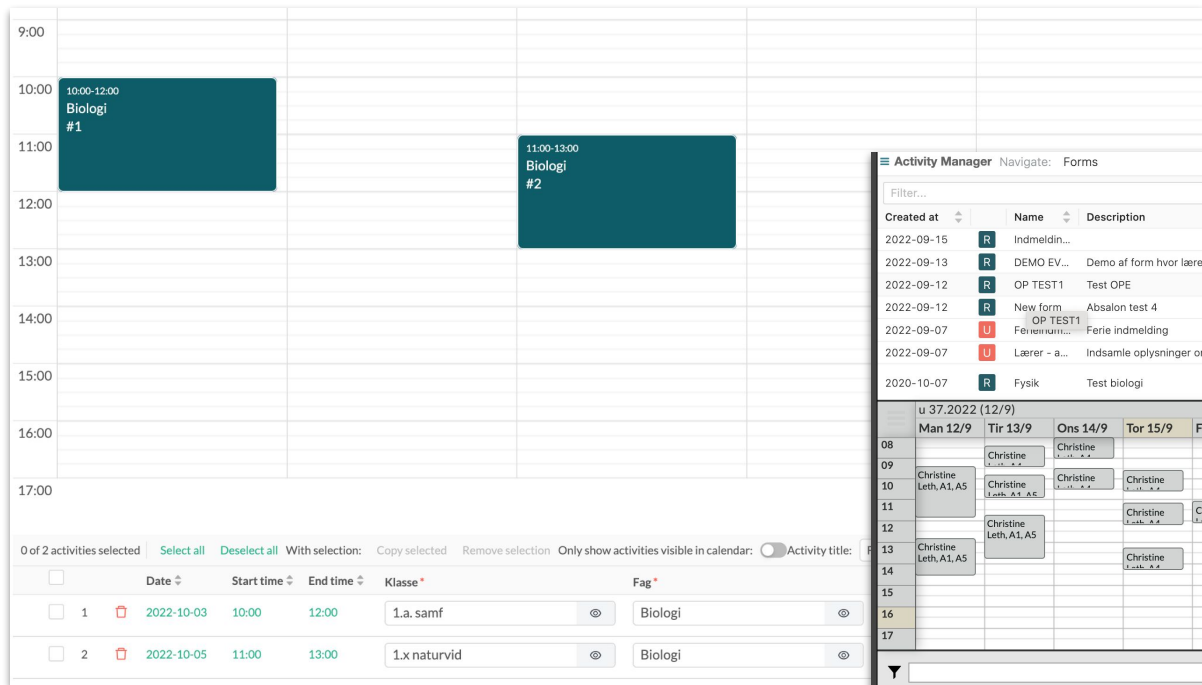 9:00
10:00
11:00
12:00
13:00
14:00
15:00
16:00
17:00
10:00-12:00
Biologi
#1
11:00-13:00
Biologi
#2
0 of 2 activities selected Select all Deselect all With selection: Copy selected Remove selection Only show activities visible in calendar: Activity title:
Date Start time End time Klasse* Fag*
1 2022-10-03 10:00 12:00 1.a. samf Biologi
2 2022-10-05 11:00 13:00 1.x naturvid Biologi
Activity Manager Navigate: Forms
Filter...
Created at Name Description
2022-09-15 R Indmeldin...
2022-09-13 R DEMO EV... Demo af form hvor lære
2022-09-12 R OP TEST1 Test OPE
2022-09-12 R New form Absalon test 4
OP TEST1
2022-09-07 U Ferie indmelding
2022-09-07 U Lærer - a... Indsamle oplysninger
2020-10-07 R Fysik Test biologi
u 37.2022 (12/9)
Man 12/9 Tir 13/9 Ons 14/9 Tor 15/9 F
08
09
10
11
12
13
14
15
16
17
Christine
Leth, A1, A5
Christine
Leth, A1, A5
Christine
Christine
Leth, A1, A5
Christine
Leth, A1, A5
Christine
Christine
Christine
Christine
Christine
C